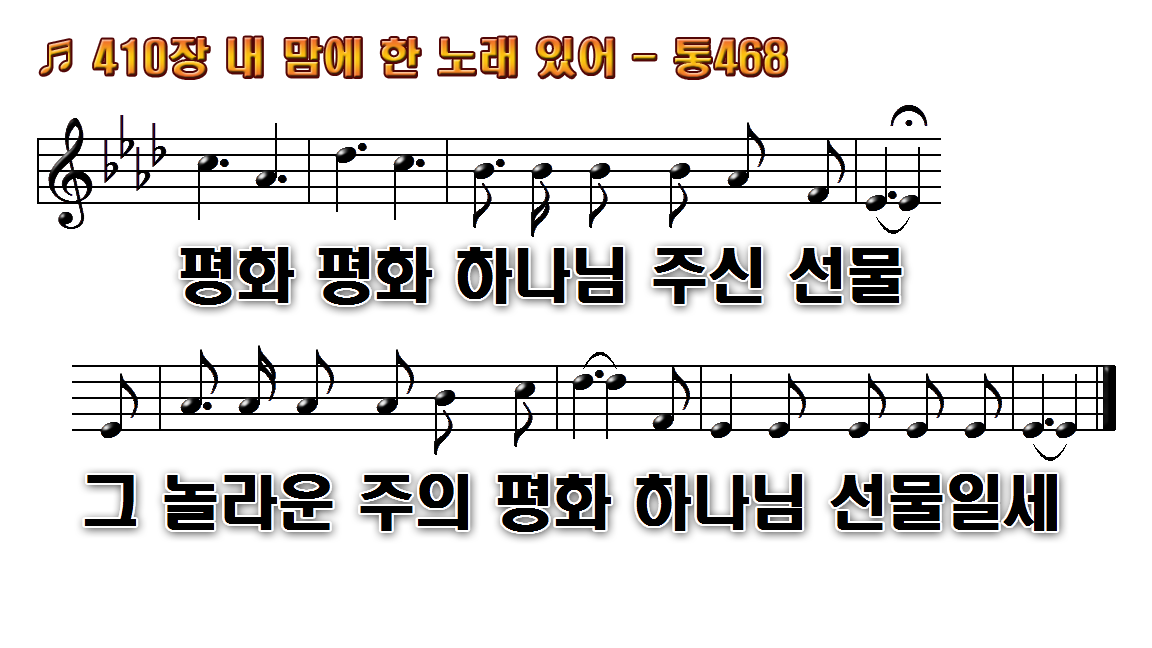 ♬ 410장 내 맘에 한 노래 있어 - 통468
평화 평화 하나님 주신 선물
그 놀라운 주의 평화 하나님 선물일세